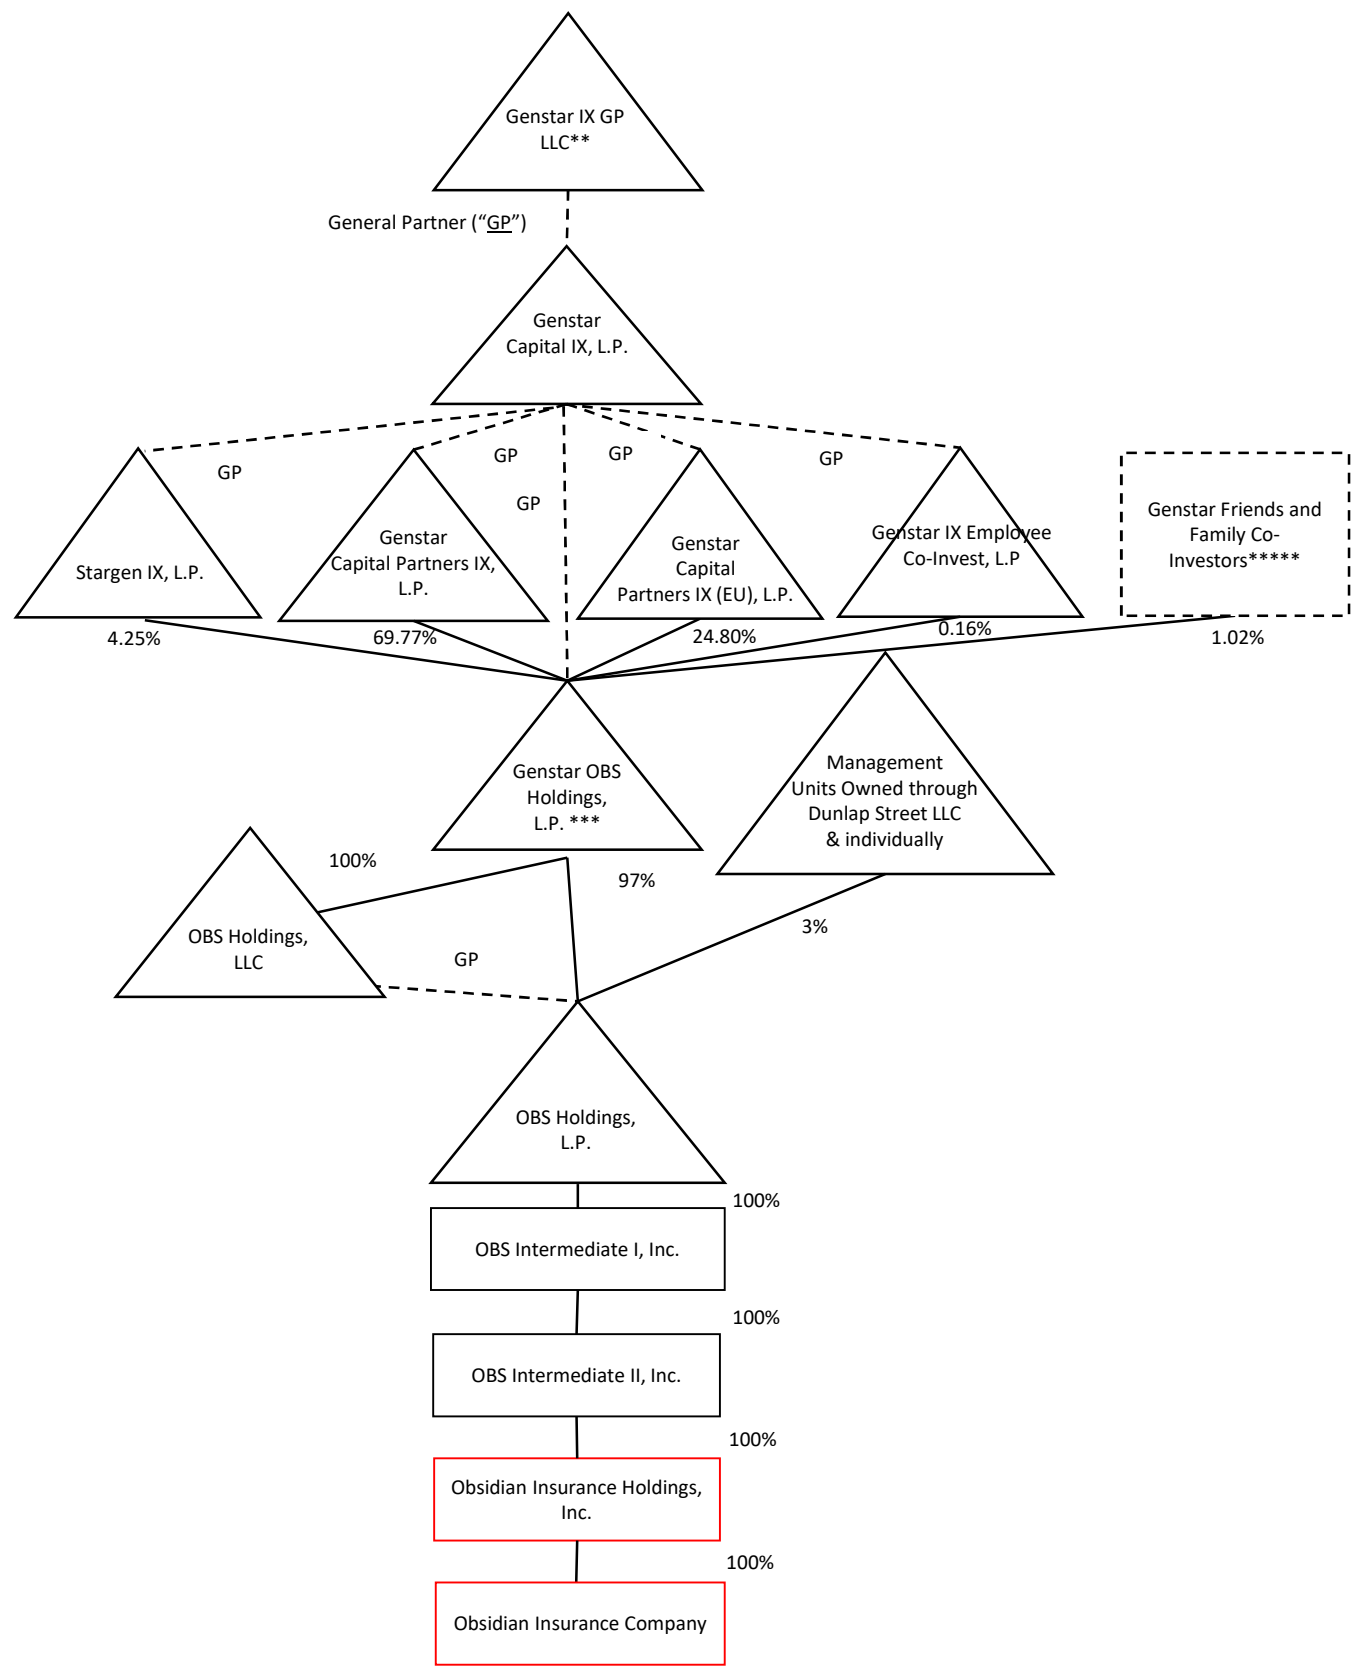 Genstar IX GP
LLC**
General Partner (“GP”)
Genstar
Capital IX, L.P.
GP
GP
GP
GP
GP
Stargen IX, L.P.
Genstar
Capital Partners IX,
L.P.
Genstar
Capital
Partners IX (EU), L.P.
Genstar IX Employee
Co-Invest, L.P
Genstar Friends and
Family Co-
Investors*****
4.25%
69.77%
24.80%
0.16%
1.02%
Genstar OBS
Holdings,
L.P. ***
Management
Units Owned through
Dunlap Street LLC
& individually
100%
97%
3%
OBS Holdings,
LLC
GP
OBS Holdings,
L.P.
100%
OBS Intermediate I, Inc.
100%
OBS Intermediate II, Inc.
100%
Obsidian Insurance Holdings,
Inc.
100%
Obsidian Insurance Company